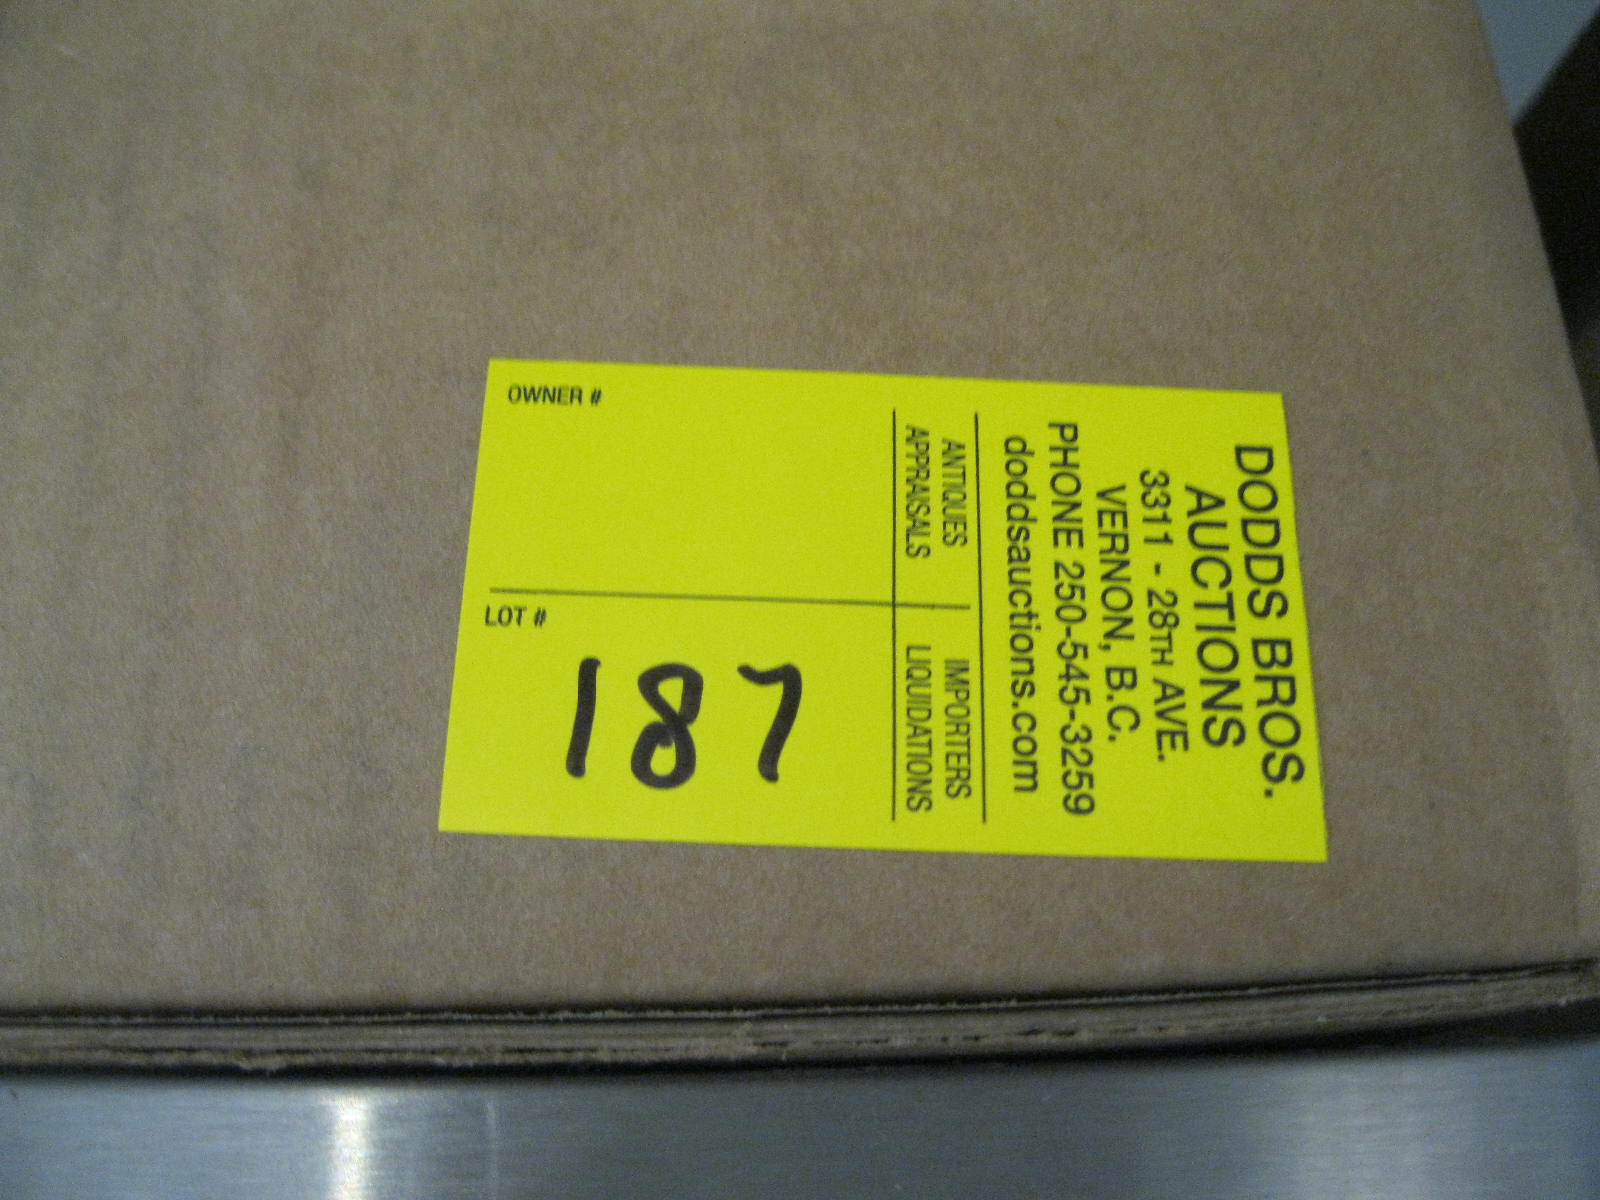 DODDS BROS.
AUCTIONS
3311 - 28TH AVE.
VERNON, B.C.
PHONE 250-545-3259
doddsauctions.com
ANTIQUES IMPORTERS
APPRAISALS LIQUIDATIONS
OWNER #
LOT #
187